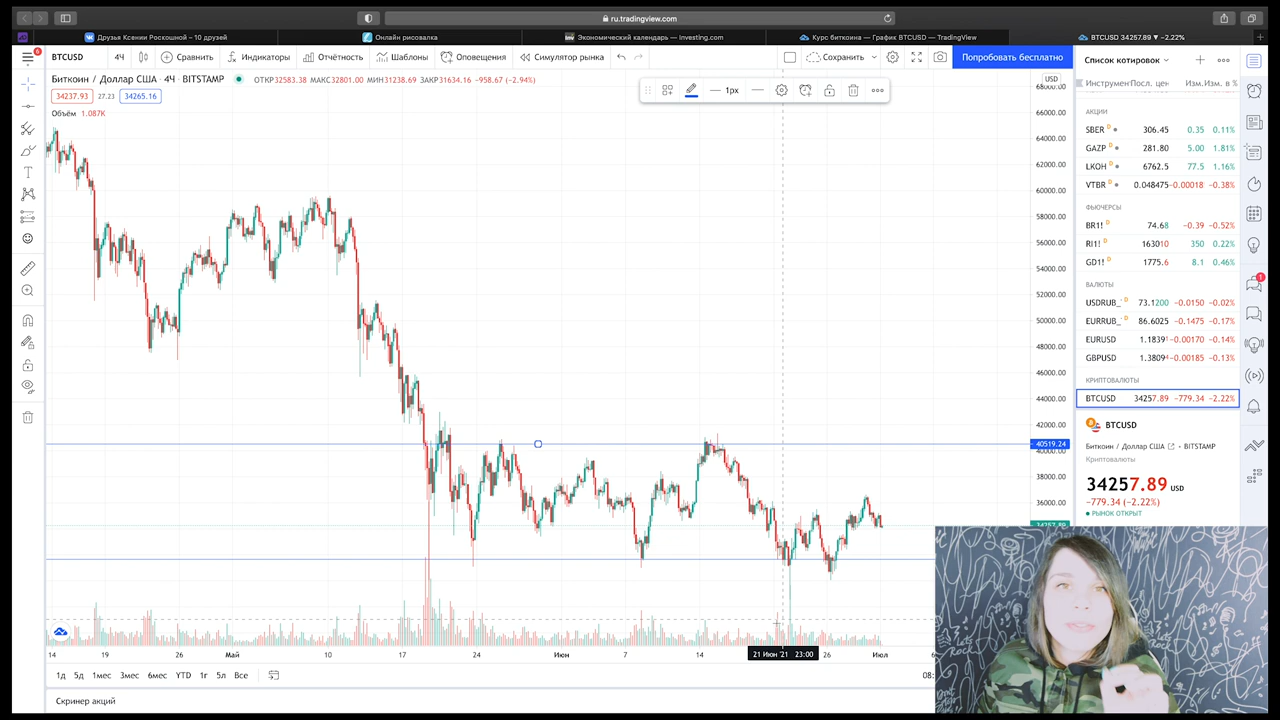 ru.tradingview.com
Друзья Ксении Роскошной – 10 друзей
Онлайн рисовалка
Экономический календарь — Investing.com
Курс биткоина — График BTCUSD — TradingView
BTCUSD 34257.89 ▼ −2.22%
6
BTCUSD
4Ч
Сравнить
Индикаторы
Отчётность
Шаблоны
Оповещения
Симулятор рынка
Сохранить
Попробовать бесплатно
Список котировок
Биткоин / Доллар США · 4Ч · BITSTAMP
ОТКР32583.38 МАКС32801.00 МИН31238.69 ЗАКР31634.16 −958.67 (−2.94%)
34237.93 27.23 34265.16
Объём 1.087K
1px
USD
68000.00
66000.00
64000.00
62000.00
60000.00
58000.00
56000.00
54000.00
52000.00
50000.00
48000.00
46000.00
44000.00
42000.00
40519.24
40000.00
38000.00
36000.00
34257.89
Инструмен Посл. цен Изм. Изм. в %
АКЦИИ
SBER D 306.45 0.35 0.11%
GAZP D 281.80 5.00 1.81%
LKOH D 6762.5 77.5 1.16%
VTBR D 0.048475 −0.00018 −0.38%
ФЬЮЧЕРСЫ
BR1! D 74.68 −0.39 −0.52%
RI1! D 163010 350 0.22%
GD1! D 1775.6 8.1 0.46%
ВАЛЮТЫ
USDRUB_ D 73.1200 −0.0150 −0.02%
EURRUB_ D 86.6025 −0.1475 −0.17%
EURUSD 1.18391 −0.00170 −0.14%
GBPUSD 1.38094 −0.00185 −0.13%
КРИПТОВАЛЮТЫ
BTCUSD 34257.89 −779.34 −2.22%
1
BTCUSD
Биткоин / Доллар США • BITSTAMP
Криптовалюты
34257.89 USD
−779.34 (−2.22%)
РЫНОК ОТКРЫТ
14 19 26 Май 10 17 24 Июн 7 14 21 Июн '21 23:00 26 Июл
1д 5д 1мес 3мес 6мес YTD 1г 5л Все
08:
Скринер акций